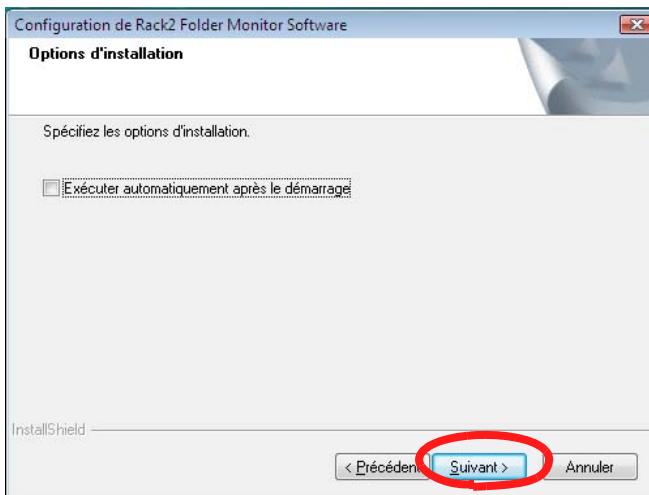 Configuration de Rack2 Folder Monitor Software
Options d'installation
Spécifiez les options d'installation.
Exécuter automatiquement après le démarrage
InstallShield
< Précédent
Suivant >
Annuler